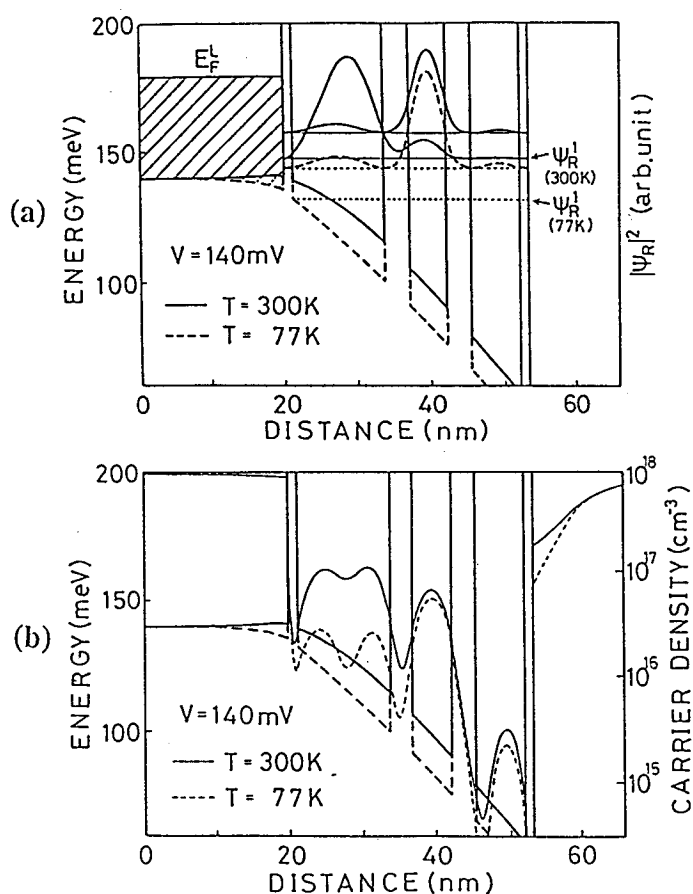 200
E_F^L
150
100
0
20
40
60
ENERGY (meV)
(a)
V = 140mV
T = 300K
T = 77K
ψ_R^1
(300K)
ψ_R^1
(77K)
|ψ_R|^2 (arb.unit)
DISTANCE (nm)
200
150
100
0
20
40
60
ENERGY (meV)
(b)
V = 140mV
T = 300K
T = 77K
10^18
10^17
10^16
10^15
CARRIER DENSITY (cm^-3)
DISTANCE (nm)